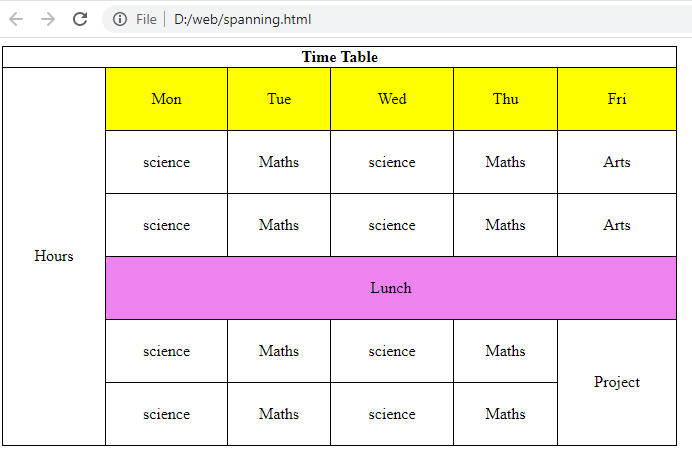 File | D:/web/spanning.html
Time Table
Mon Tue Wed Thu Fri
science Maths science Maths Arts
science Maths science Maths Arts
Hours
Lunch
science Maths science Maths
Project
science Maths science Maths